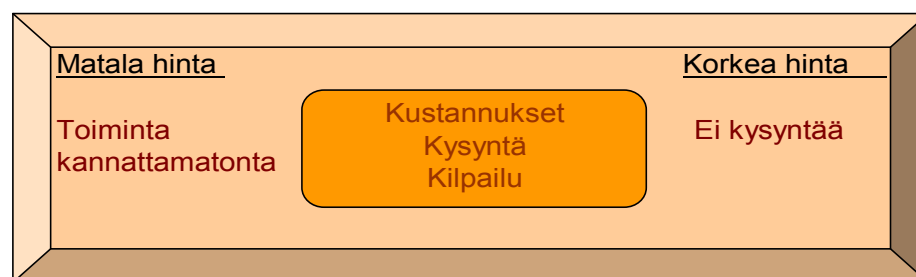 Matala hinta
Korkea hinta
Toiminta
kannattamatonta
Kustannukset
Kysyntä
Kilpailu
Ei kysyntää